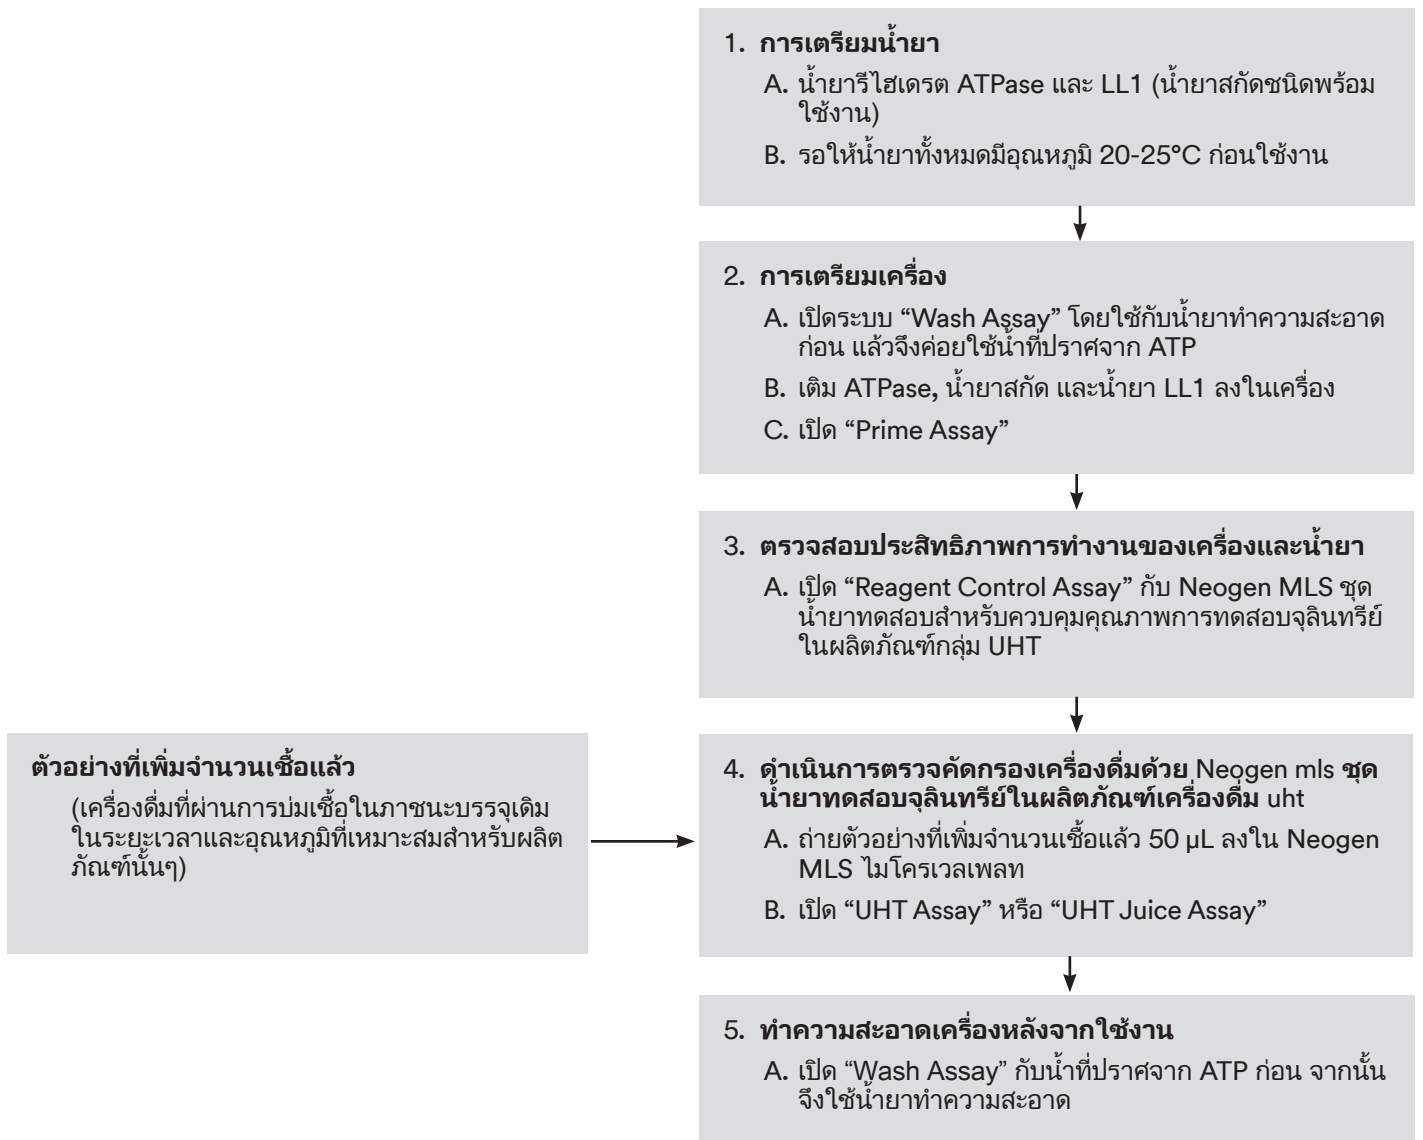 1. การเตรียมน้ำยา
A. น้ำยารีไฮเดรต ATPase และ LL1 (น้ำยาสกัดชนิดพร้อม
ใช้งาน)
B. รอให้น้ำยาทั้งหมดมีอุณหภูมิ 20-25°C ก่อนใช้งาน
2. การเตรียมเครื่อง
A. เปิดระบบ “Wash Assay” โดยใช้กับน้ำยาทำความสะอาด
ก่อน แล้วจึงค่อยใช้น้ำที่ปราศจาก ATP
B. เติม ATPase, น้ำยาสกัด และน้ำยา LL1 ลงในเครื่อง
C. เปิด “Prime Assay”
3. ตรวจสอบประสิทธิภาพการทำงานของเครื่องและน้ำยา
A. เปิด “Reagent Control Assay” กับ Neogen MLS ชุด
น้ำยาทดสอบสำหรับควบคุมคุณภาพการทดสอบจุลินทรีย์
ในผลิตภัณฑ์กลุ่ม UHT
ตัวอย่างที่เพิ่มจำนวนเชื้อแล้ว
(เครื่องดื่มที่ผ่านการบ่มเชื้อในภาชนะบรรจุเดิม
ในระยะเวลาและอุณหภูมิที่เหมาะสมสำหรับผลิต
ภัณฑ์นั้นๆ)
4. ดำเนินการตรวจคัดกรองเครื่องดื่มด้วย Neogen mls ชุด
น้ำยาทดสอบจุลินทรีย์ในผลิตภัณฑ์เครื่องดื่ม uht
A. ถ่ายตัวอย่างที่เพิ่มจำนวนเชื้อแล้ว 50 µL ลงใน Neogen
MLS ไมโครเวลเพลท
B. เปิด “UHT Assay” หรือ “UHT Juice Assay”
5. ทำความสะอาดเครื่องหลังจากใช้งาน
A. เปิด “Wash Assay” กับน้ำที่ปราศจาก ATP ก่อน จากนั้น
จึงใช้น้ำยาทำความสะอาด